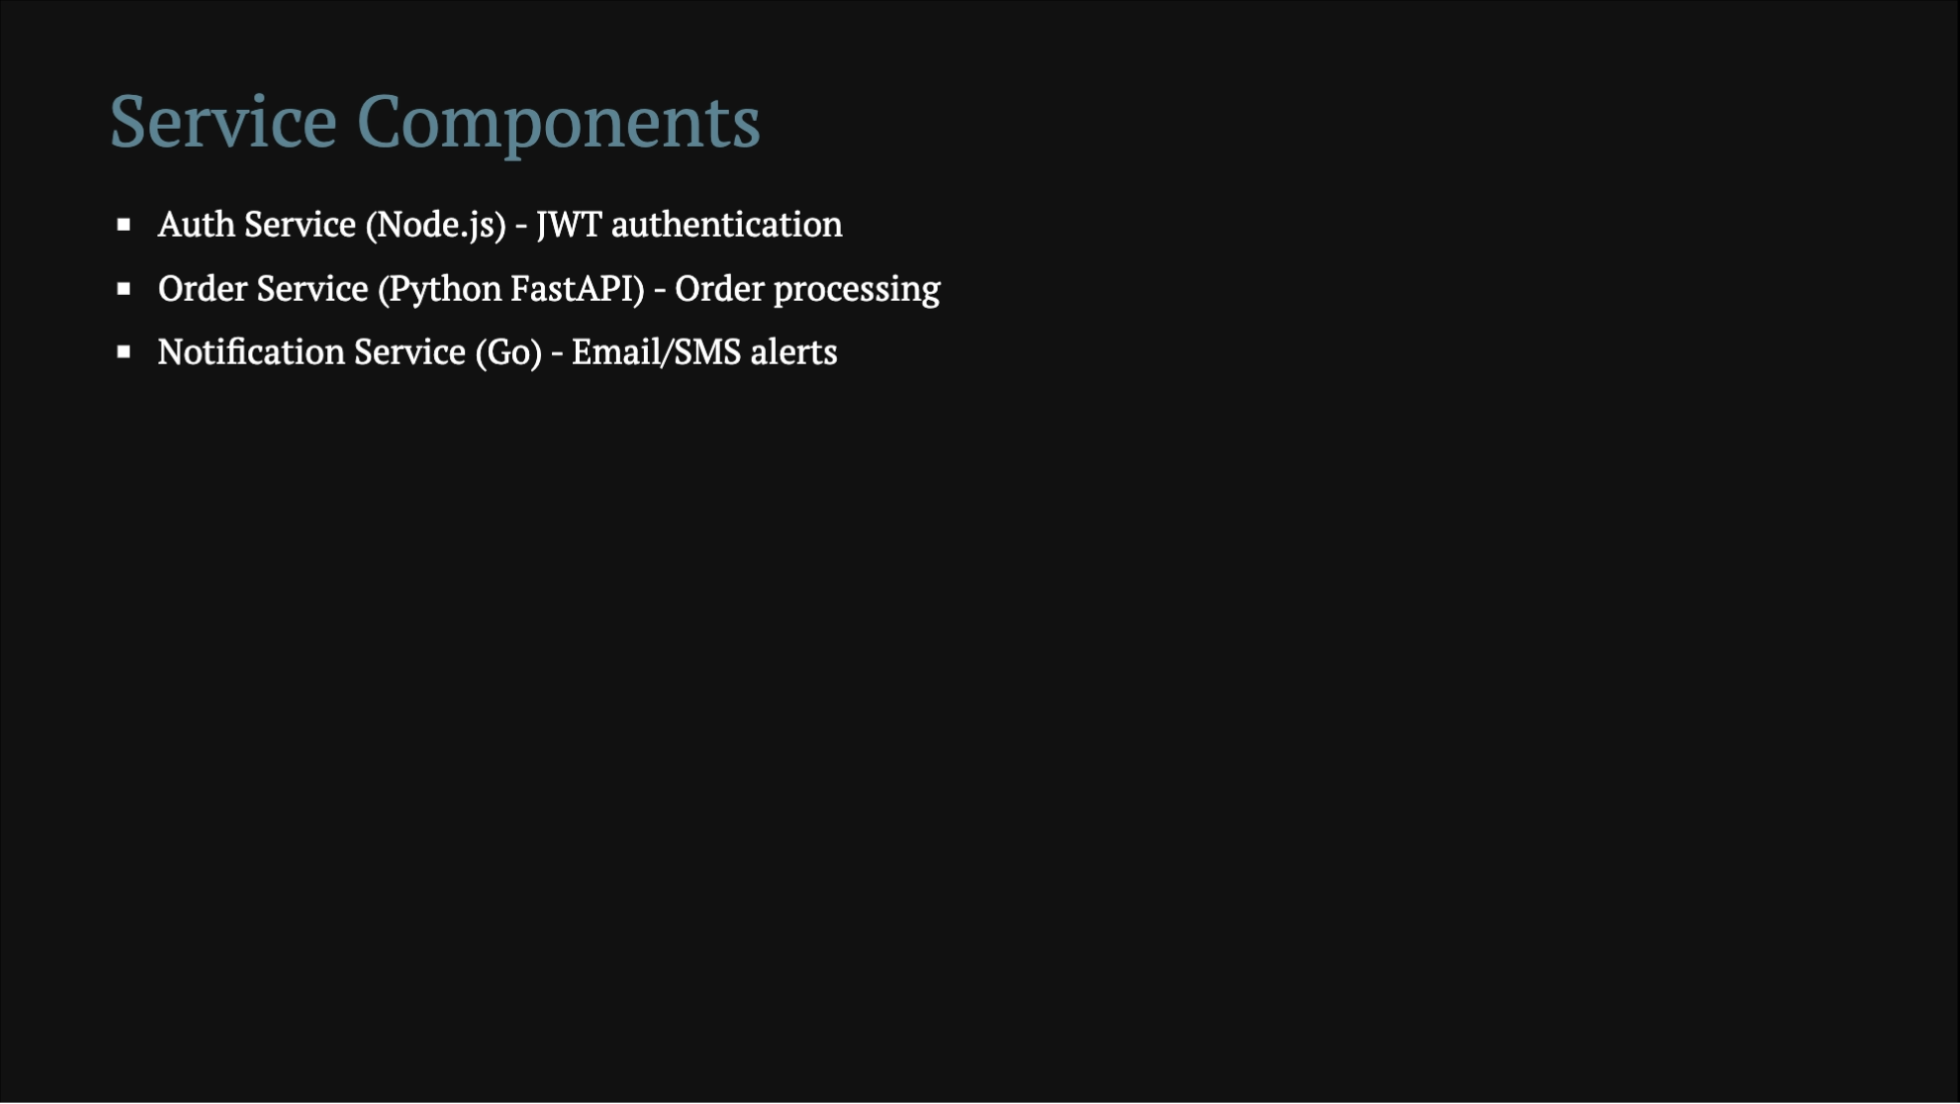 Service Components
▪ Auth Service (Node.js) - JWT authentication
▪ Order Service (Python FastAPI) - Order processing
▪ Notification Service (Go) - Email/SMS alerts